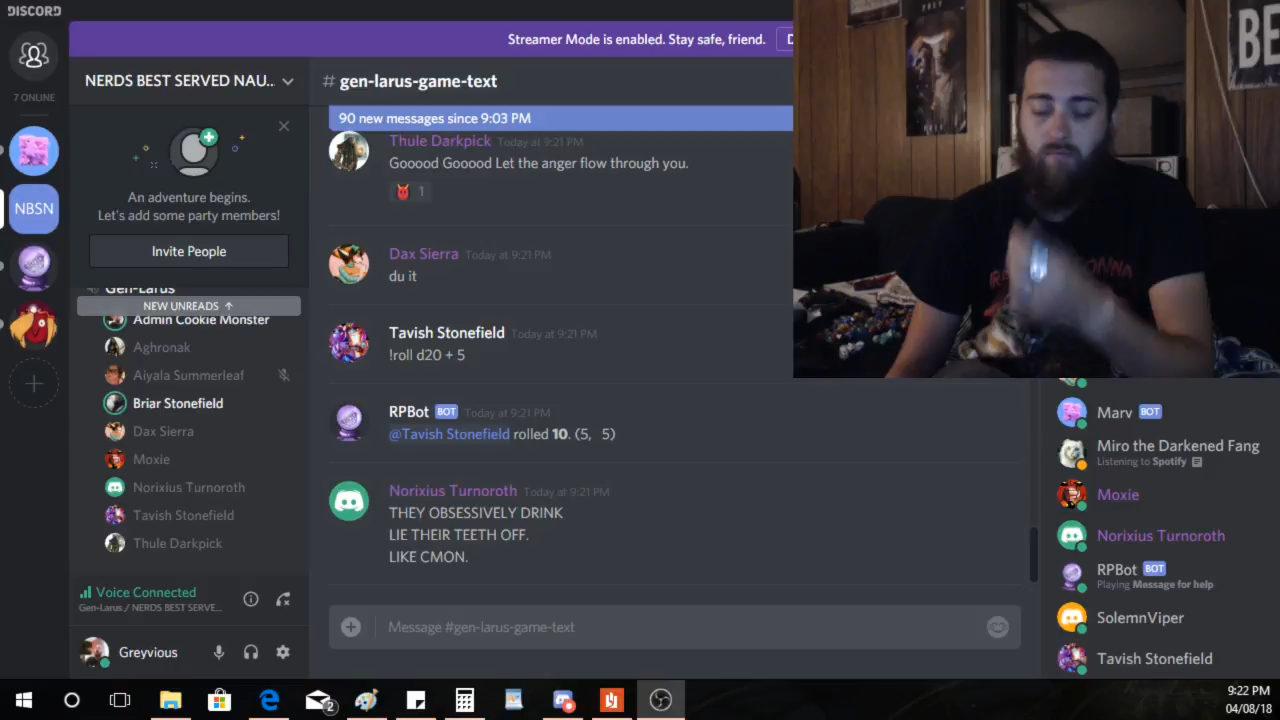 DISCORD
Streamer Mode is enabled. Stay safe, friend.
NERDS BEST SERVED NAU...
# gen-larus-game-text
7 ONLINE
90 new messages since 9:03 PM
NBSN
An adventure begins.
Let's add some party members!
Invite People
Gen-Larus
NEW UNREADS ↑
Admin Cookie Monster
Aghronak
Aiyala Summerleaf
Briar Stonefield
Dax Sierra
Moxie
Norixius Turnoroth
Tavish Stonefield
Thule Darkpick
Voice Connected
Gen-Larus / NERDS BEST SERVE...
Greyvious
Thule Darkpick Today at 9:21 PM
Gooood Gooood Let the anger flow through you.
1
Dax Sierra Today at 9:21 PM
du it
Tavish Stonefield Today at 9:21 PM
!roll d20 + 5
RPBot BOT Today at 9:21 PM
@Tavish Stonefield rolled 10. (5, 5)
Norixius Turnoroth Today at 9:21 PM
THEY OBSESSIVELY DRINK
LIE THEIR TEETH OFF.
LIKE CMON.
Message #gen-larus-game-text
Marv BOT
Miro the Darkened Fang
Listening to Spotify
Moxie
Norixius Turnoroth
RPBot BOT
Playing Message for help
SolemnViper
Tavish Stonefield
BE
2
9:22 PM
04/08/18